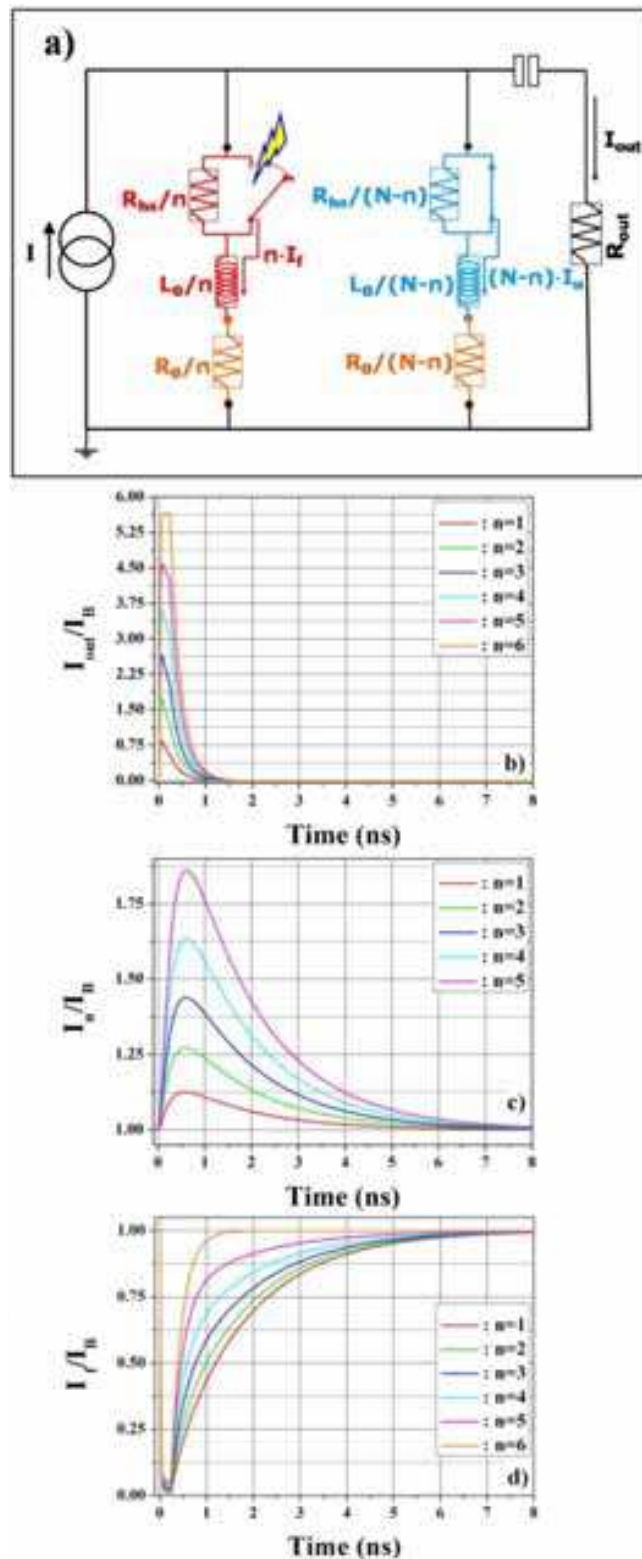 a)
I
R_hs/n
n·I_f
L_0/n
R_0/n
R_hs/(N-n)
L_0/(N-n)
(N-n)·I_u
R_0/(N-n)
I_out
R_out
6.00
5.25
4.50
3.75
3.00
2.25
1.50
0.75
0.00
I_out/I_B
: n=1
: n=2
: n=3
: n=4
: n=5
: n=6
b)
0 1 2 3 4 5 6 7 8
Time (ns)
1.75
1.50
1.25
1.00
I_u/I_B
: n=1
: n=2
: n=3
: n=4
: n=5
c)
0 1 2 3 4 5 6 7 8
Time (ns)
1.00
0.75
0.50
0.25
0.00
I_f/I_B
: n=1
: n=2
: n=3
: n=4
: n=5
: n=6
d)
0 1 2 3 4 5 6 7 8
Time (ns)